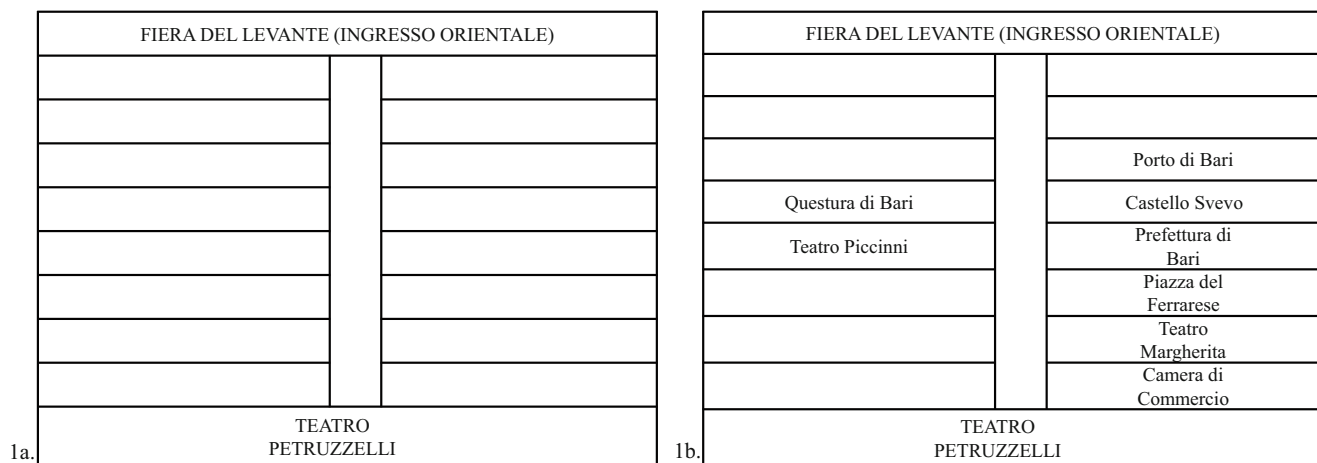 FIERA DEL LEVANTE (INGRESSO ORIENTALE)
TEATRO
PETRUZZELLI
1a.
FIERA DEL LEVANTE (INGRESSO ORIENTALE)
Porto di Bari
Questura di Bari
Castello Svevo
Teatro Piccinni
Prefettura di
Bari
Piazza del
Ferrarese
Teatro
Margherita
Camera di
Commercio
TEATRO
PETRUZZELLI
1b.